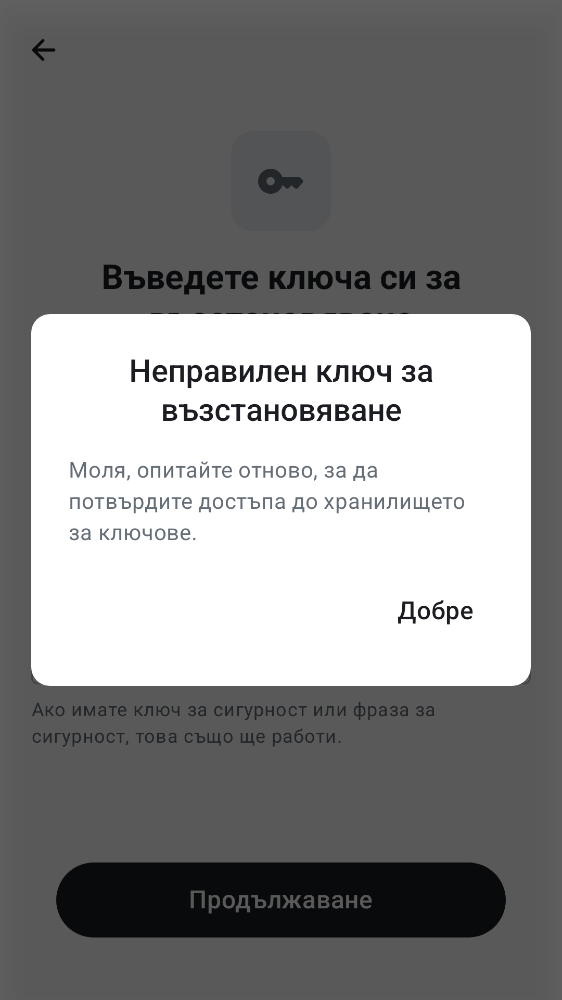 Въведете ключа си за
Неправилен ключ за
възстановяване
Моля, опитайте отново, за да
потвърдите достъпа до хранилището
за ключове.
Добре
Ако имате ключ за сигурност или фраза за
сигурност, това също ще работи.
Продължаване